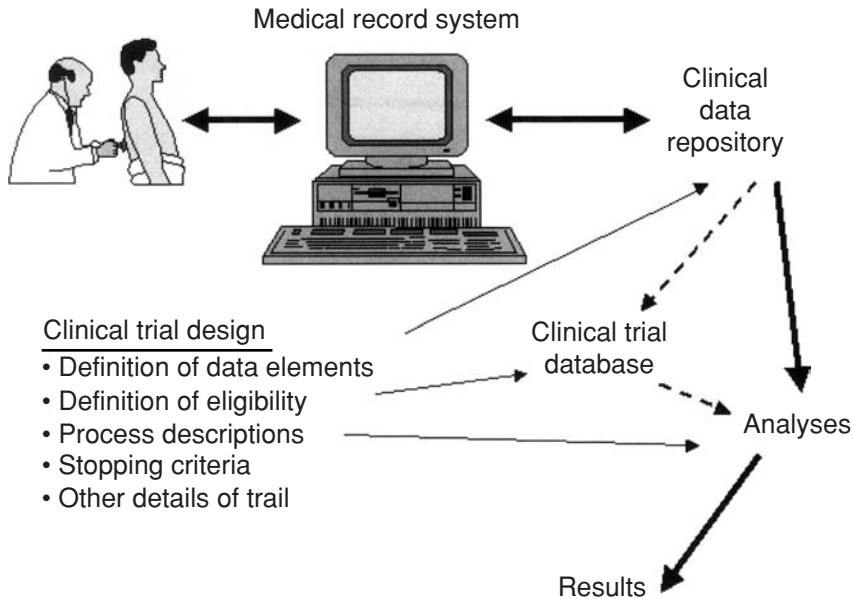 Medical record system
Clinical
data
repository
Clinical trial design
• Definition of data elements
• Definition of eligibility
• Process descriptions
• Stopping criteria
• Other details of trail
Clinical trial
database
Analyses
Results